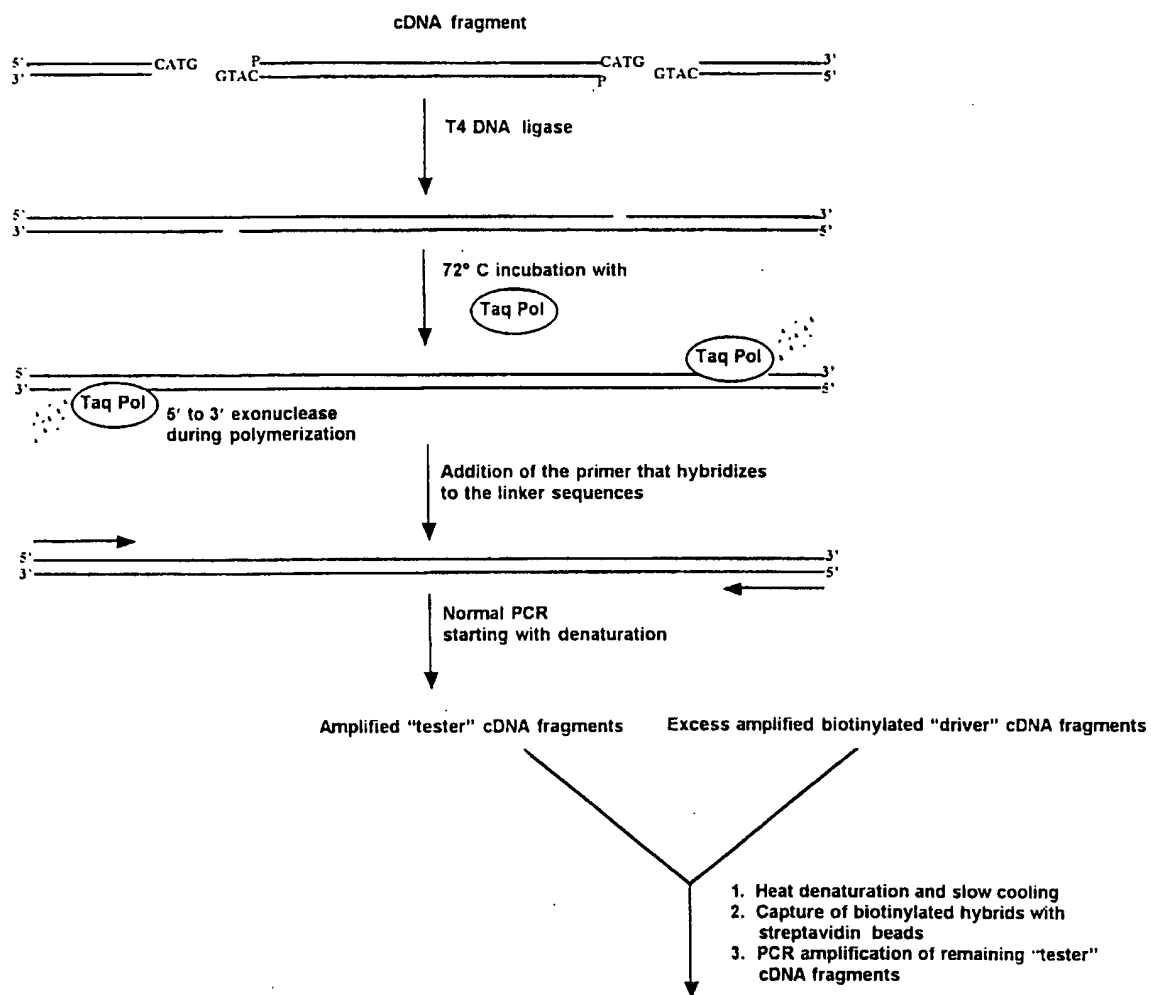 cDNA fragment
5' CATG P CATG 3'
3' GTAC P GTAC 5'
T4 DNA ligase
5' 3'
3' 5'
72° C incubation with
Taq Pol
Taq Pol
5' 3'
3' 5'
Taq Pol
5' to 3' exonuclease
during polymerization
Addition of the primer that hybridizes
to the linker sequences
5' 3'
3' 5'
Normal PCR
starting with denaturation
Amplified "tester" cDNA fragments Excess amplified biotinylated "driver" cDNA fragments
1. Heat denaturation and slow cooling
2. Capture of biotinylated hybrids with
streptavidin beads
3. PCR amplification of remaining "tester"
cDNA fragments